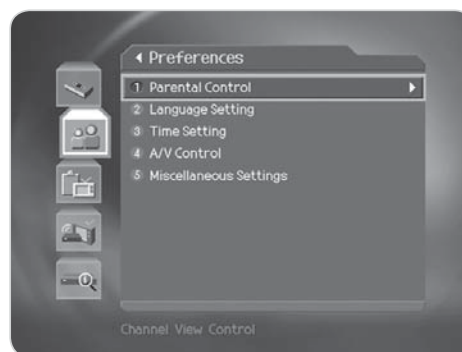 Preferences
1 Parental Control
2 Language Setting
3 Time Setting
4 A/V Control
5 Miscellaneous Settings
Channel View Control